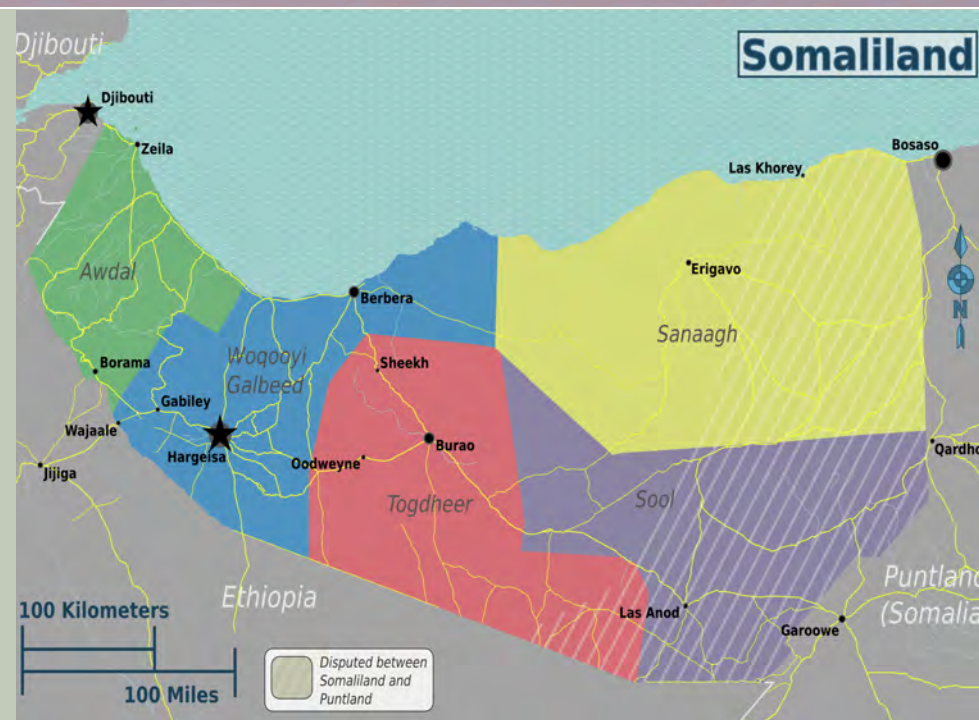 Djibouti
Somaliland
Djibouti
Zeila
Bosaso
Las Khorey
Awdal
Erigavo
Berbera
N
Sanaagh
Woqooyi
Galbeed
Borama
Sheekh
Gabiley
Wajaale
Hargeisa
Burao
Oodweyne
Qardho
Jijiga
Togdheer
Sool
Ethiopia
Puntland
(Somalia
100 Kilometers
Las Anod
Garoowe
Disputed between
Somaliland and
Puntland
100 Miles